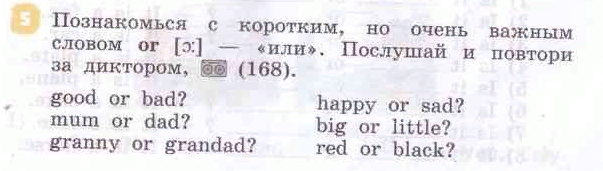 5 Познакомься с коротким, но очень важным
словом or [ɔ:] — «или». Послушай и повтори
за диктором, (168).
good or bad?
mum or dad?
granny or grandad?
happy or sad?
big or little?
red or black?